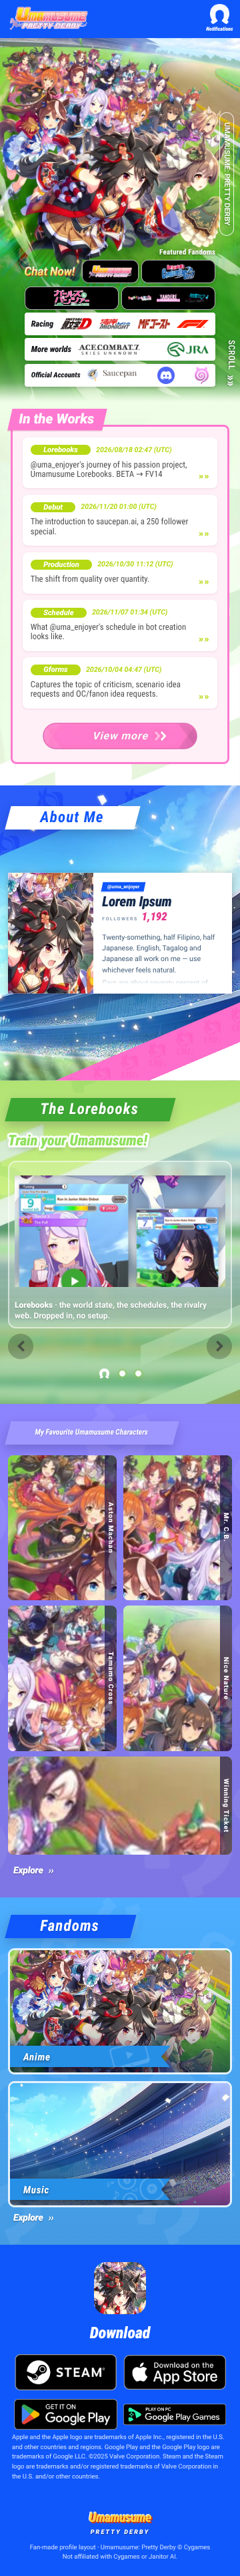 Umamusume
PRETTY DERBY
Notifications
UMAMUSUME: PRETTY DERBY
Featured Fandoms
Chat Now!
Racing
More worlds
ACE COMBAT 7
SKIES UNKNOWN
JRA
Official Accounts
Saucepan
SCROLL
In the Works
Lorebooks 2026/08/18 02:47 (UTC)
@uma_enjoyer's journey of his passion project,
Umamusume Lorebooks. BETA → FV14
Debut 2026/11/20 01:00 (UTC)
The introduction to saucepan.ai, a 250 follower
special.
Production 2026/10/30 11:12 (UTC)
The shift from quality over quantity.
Schedule 2026/11/07 01:34 (UTC)
What @uma_enjoyer's schedule in bot creation
looks like.
Gforms 2026/10/04 04:47 (UTC)
Captures the topic of criticism, scenario idea
requests and OC/fanon idea requests.
View more
About Me
@uma_enjoyer
Lorem Ipsum
FOLLOWERS 1,192
Twenty-something, half Filipino, half
Japanese. English, Tagalog and
Japanese all work on me — use
whichever feels natural.
The Lorebooks
Train your Umamusume!
Lorebooks · the world state, the schedules, the rivalry
web. Dropped in, no setup.
My Favourite Umamusume Characters
Aston Machan
Mr. C.B.
Tamamo Cross
Nice Nature
Winning Ticket
Explore »
Fandoms
Anime
Music
Explore »
Download
STEAM
Download on the
App Store
GET IT ON
Google Play
PLAY ON PC
Google Play Games
Apple and the Apple logo are trademarks of Apple Inc., registered in the U.S.
and other countries and regions. Google Play and the Google Play logo are
trademarks of Google LLC. ©2025 Valve Corporation. Steam and the Steam
logo are trademarks and/or registered trademarks of Valve Corporation in
the U.S. and/or other countries.
Umamusume
PRETTY DERBY
Fan-made profile layout · Umamusume: Pretty Derby © Cygames
Not affiliated with Cygames or Janitor AI.